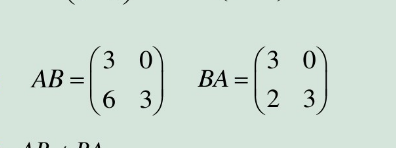 AB = (3 0; 6 3) BA = (3 0; 2 3)